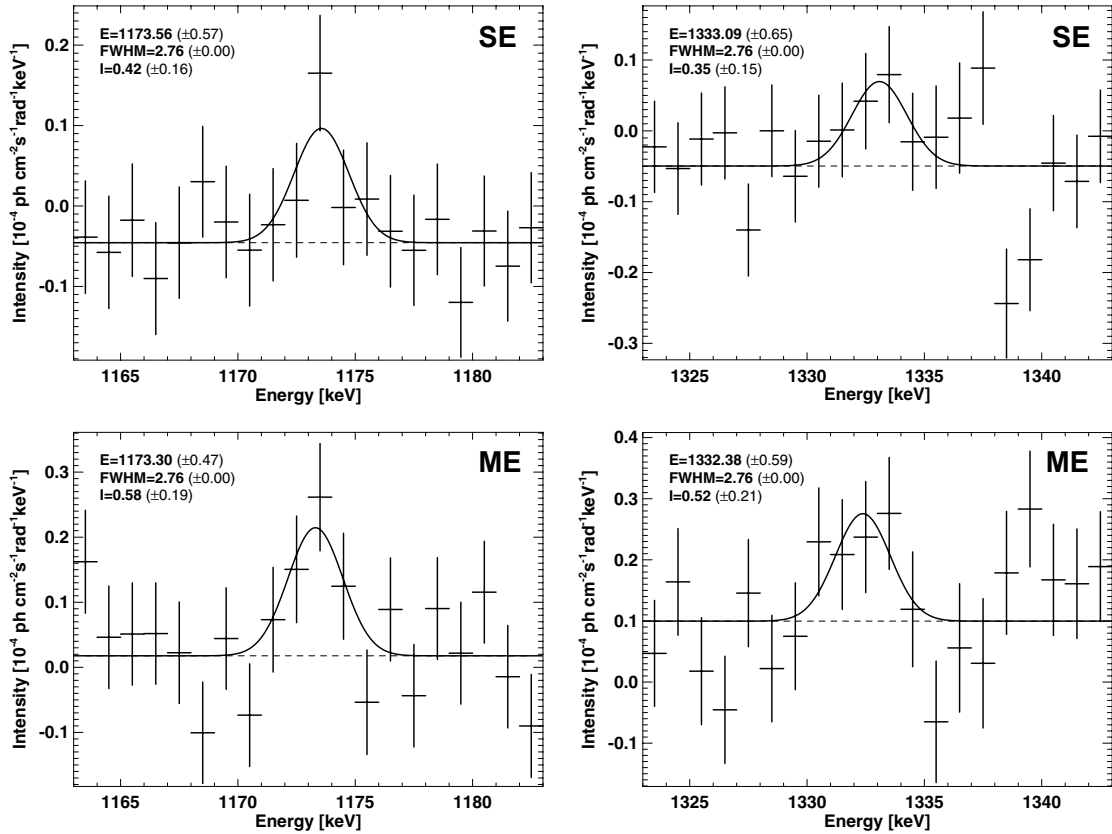 E=1173.56 (±0.57)
FWHM=2.76 (±0.00)
I=0.42 (±0.16)
SE
0.2
0.1
0.0
-0.1
Intensity [10⁻⁴ ph cm⁻²s⁻¹rad⁻¹keV⁻¹]
1165 1170 1175 1180
Energy [keV]
E=1333.09 (±0.65)
FWHM=2.76 (±0.00)
I=0.35 (±0.15)
SE
0.1
0.0
-0.1
-0.2
-0.3
Intensity [10⁻⁴ ph cm⁻²s⁻¹rad⁻¹keV⁻¹]
1325 1330 1335 1340
Energy [keV]
E=1173.30 (±0.47)
FWHM=2.76 (±0.00)
I=0.58 (±0.19)
ME
0.3
0.2
0.1
0.0
-0.1
Intensity [10⁻⁴ ph cm⁻²s⁻¹rad⁻¹keV⁻¹]
1165 1170 1175 1180
Energy [keV]
E=1332.38 (±0.59)
FWHM=2.76 (±0.00)
I=0.52 (±0.21)
ME
0.4
0.3
0.2
0.1
0.0
-0.1
Intensity [10⁻⁴ ph cm⁻²s⁻¹rad⁻¹keV⁻¹]
1325 1330 1335 1340
Energy [keV]